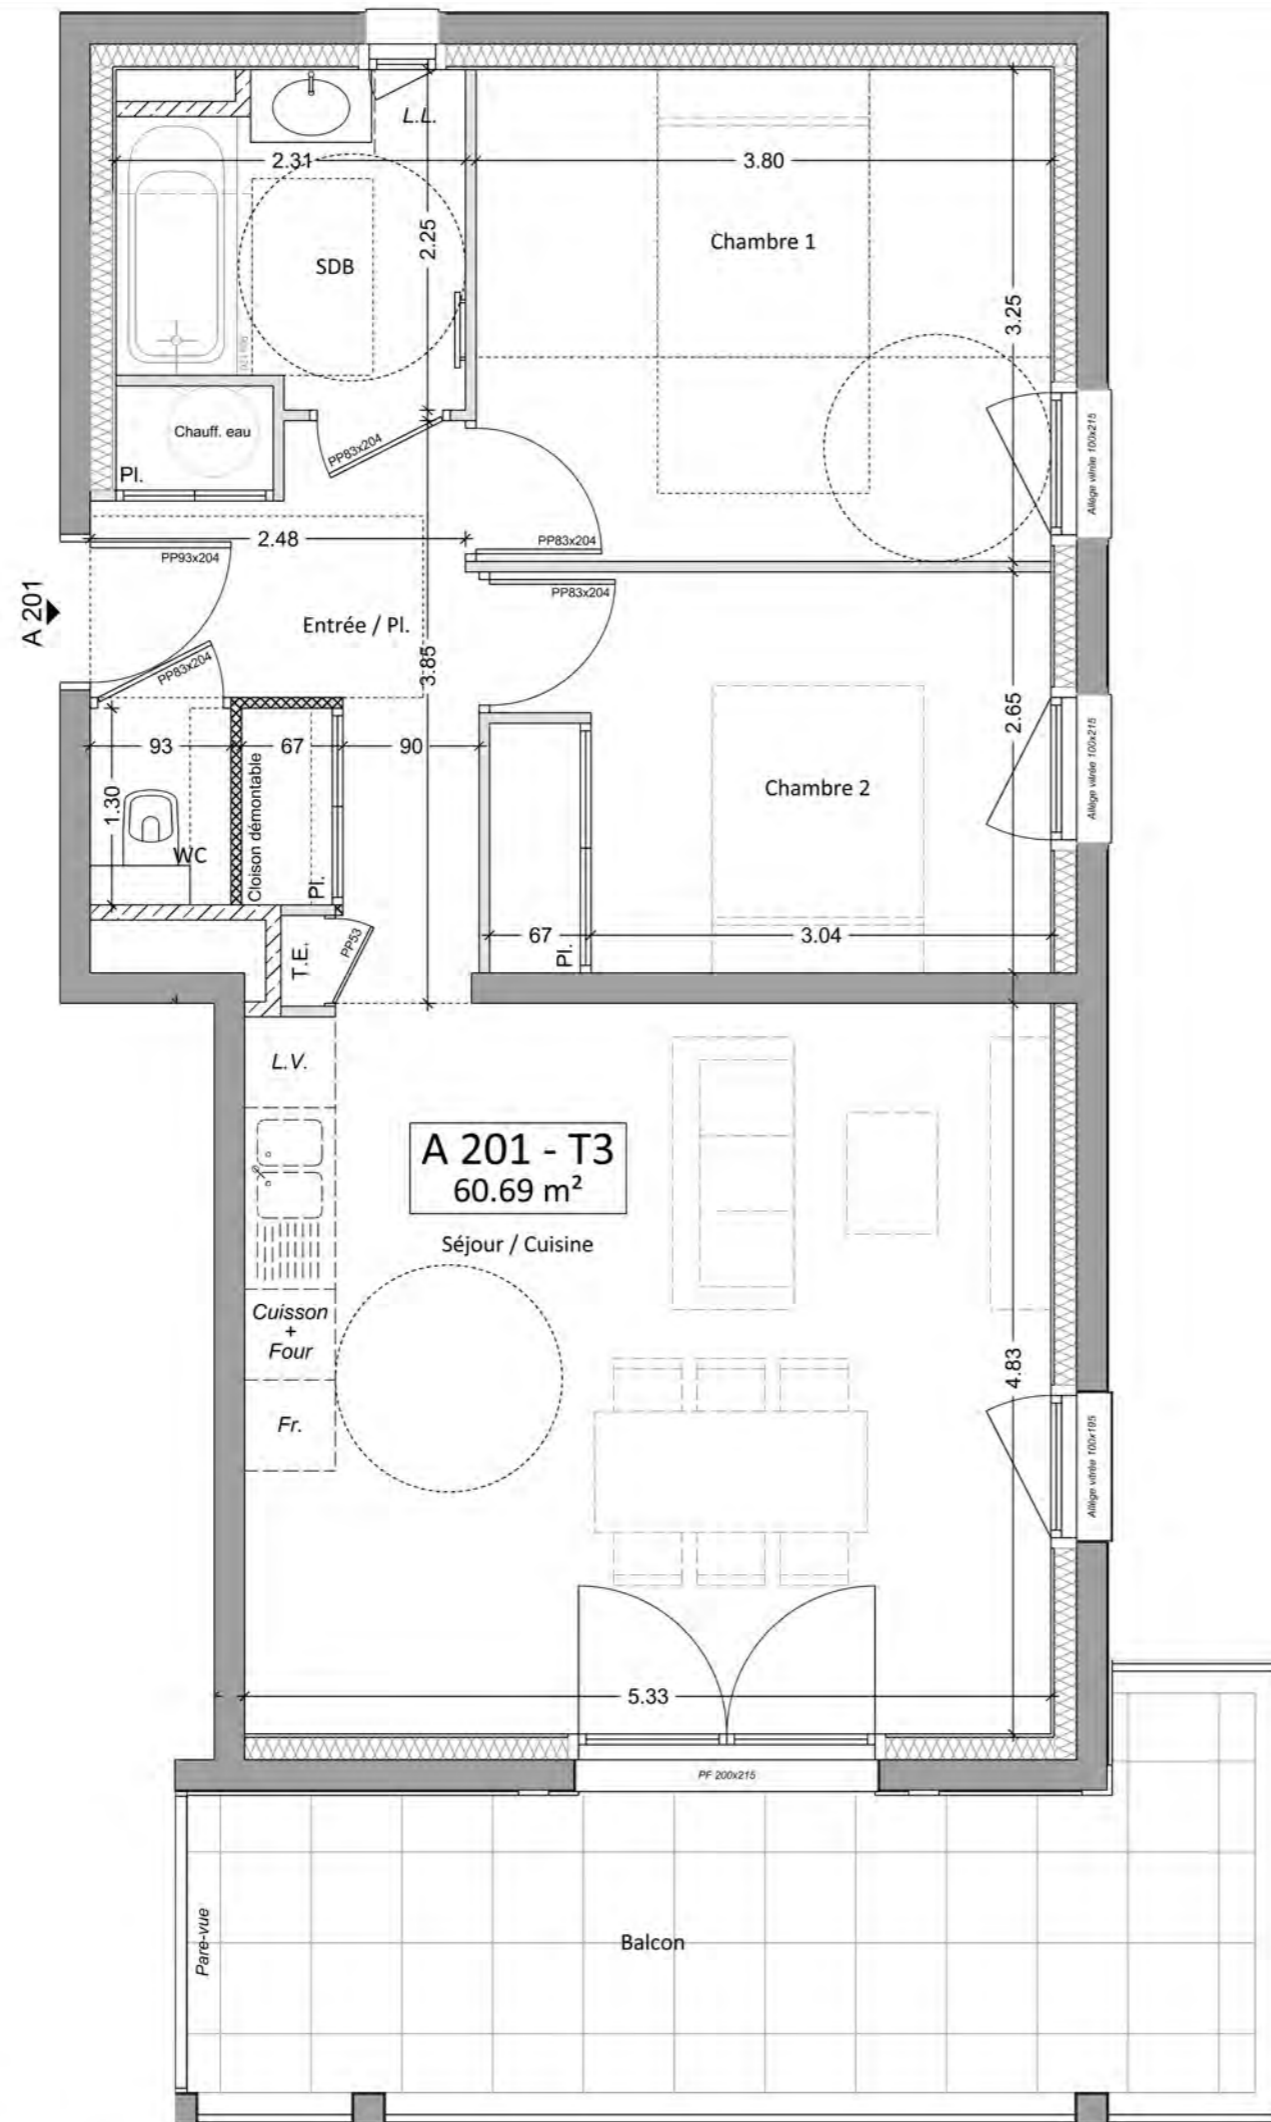 L.L.
2.31
3.80
2.25
SDB
Chambre 1
3.25
Chauff. eau
Pl.
PP83x204
Allège vitrée 100x215
2.48
PP93x204
PP83x204
PP83x204
A 201
Entrée / Pl.
3.85
PP83x204
2.65
93
67
90
1.30
Cloison démontable
Chambre 2
Allège vitrée 100x215
WC
Pl.
67
Pl.
3.04
T.E.
PP53
L.V.
A 201 - T3
60.69 m²
Séjour / Cuisine
Cuisson
+
Four
4.83
Fr.
Allège vitrée 100x195
5.33
PF 200x215
Pare-vue
Balcon